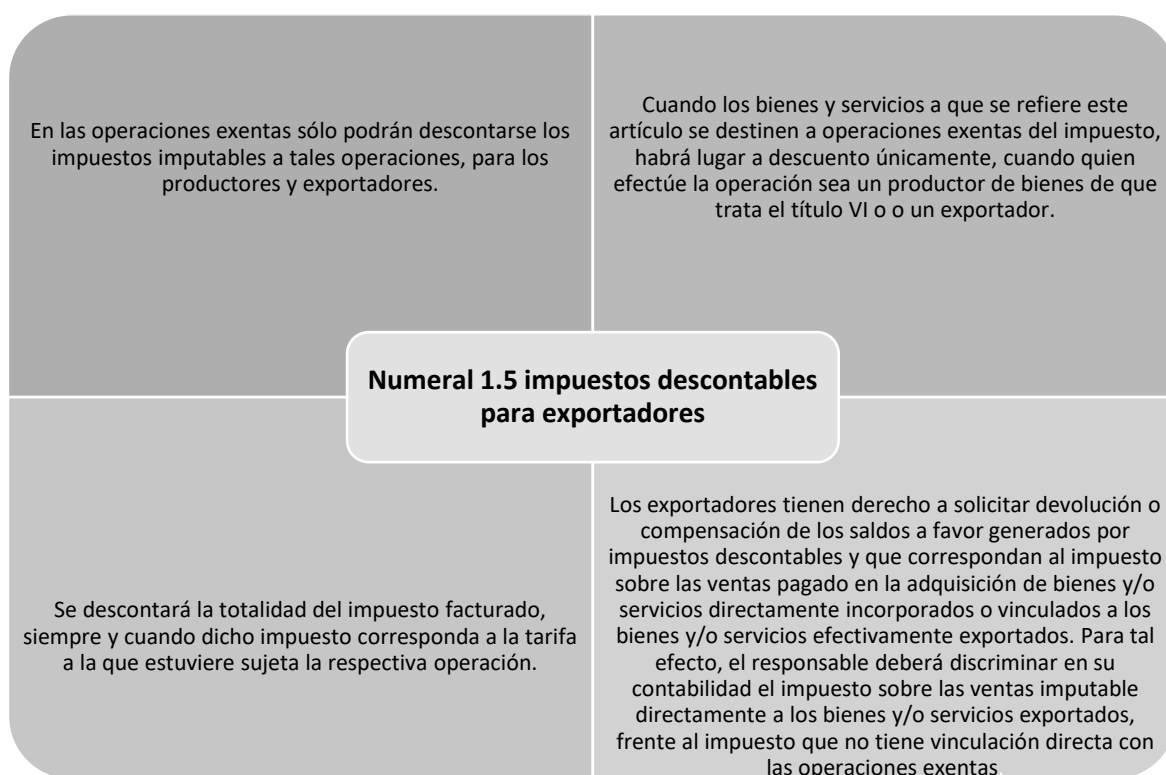 En las operaciones exentas sólo podrán descontarse los
impuestos imputables a tales operaciones, para los
productores y exportadores.
Cuando los bienes y servicios a que se refiere este
artículo se destinen a operaciones exentas del impuesto,
habrá lugar a descuento únicamente, cuando quien
efectúe la operación sea un productor de bienes de que
trata el título VI o o un exportador.
Numeral 1.5 impuestos descontables
para exportadores
Se descontará la totalidad del impuesto facturado,
siempre y cuando dicho impuesto corresponda a la tarifa
a la que estuviere sujeta la respectiva operación.
Los exportadores tienen derecho a solicitar devolución o
compensación de los saldos a favor generados por
impuestos descontables y que correspondan al impuesto
sobre las ventas pagado en la adquisición de bienes y/o
servicios directamente incorporados o vinculados a los
bienes y/o servicios efectivamente exportados. Para tal
efecto, el responsable deberá discriminar en su
contabilidad el impuesto sobre las ventas imputable
directamente a los bienes y/o servicios exportados,
frente al impuesto que no tiene vinculación directa con
las operaciones exentas.